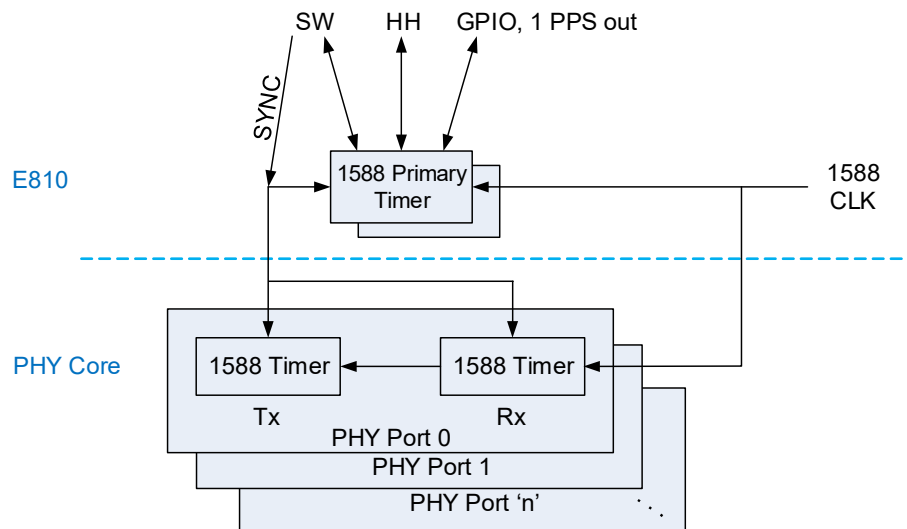 SW
HH
GPIO, 1 PPS out
SYNC
E810
1588 Primary
Timer
1588
CLK
PHY Core
1588 Timer
1588 Timer
Tx
Rx
PHY Port 0
PHY Port 1
PHY Port ‘n’